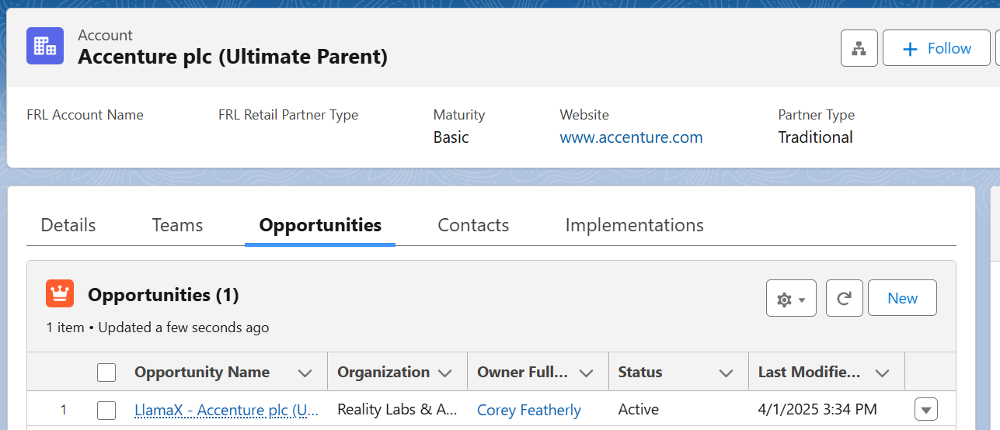 Account
Accenture plc (Ultimate Parent)
Follow
FRL Account Name
FRL Retail Partner Type
Maturity
Website
Partner Type
Basic
www.accenture.com
Traditional
Details
Teams
Opportunities
Contacts
Implementations
Opportunities (1)
New
1 item • Updated a few seconds ago
Opportunity Name
Organization
Owner Full...
Status
Last Modifie...
1
LlamaX - Accenture plc (U...
Reality Labs & A...
Corey Featherly
Active
4/1/2025 3:34 PM